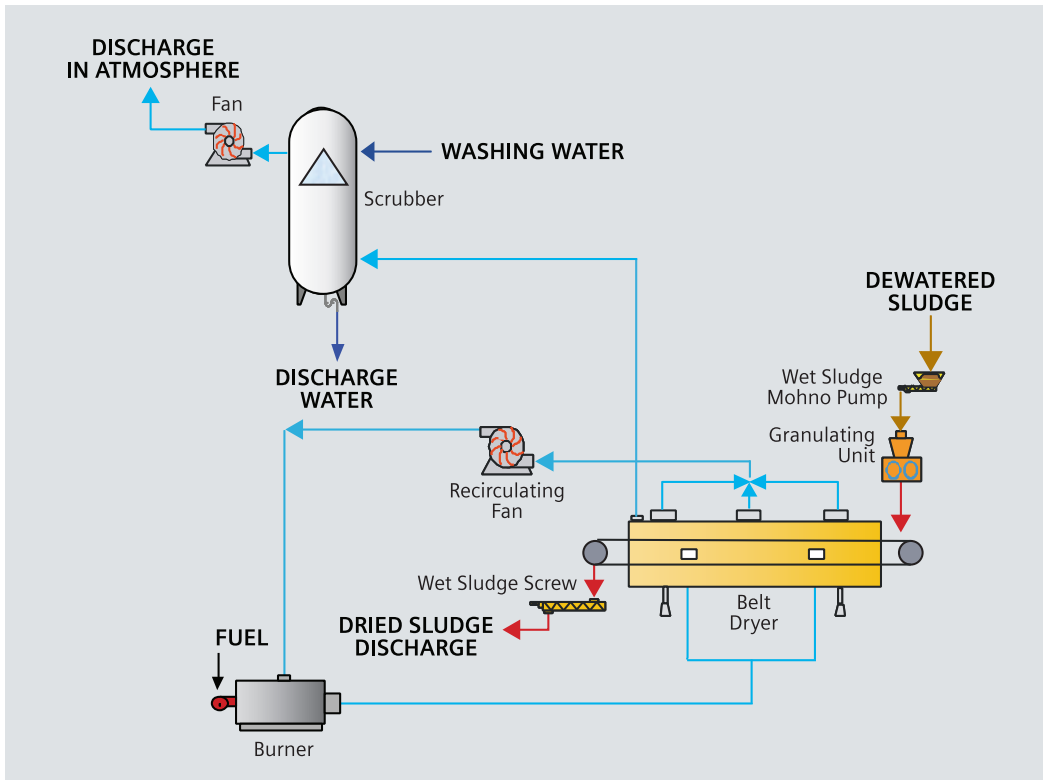 DISCHARGE
IN ATMOSPHERE
Fan
WASHING WATER
Scrubber
DEWATERED
SLUDGE
DISCHARGE
WATER
Wet Sludge
Mohno Pump
Granulating
Unit
Recirculating
Fan
Wet Sludge Screw
Belt
Dryer
DRIED SLUDGE
DISCHARGE
FUEL
Burner